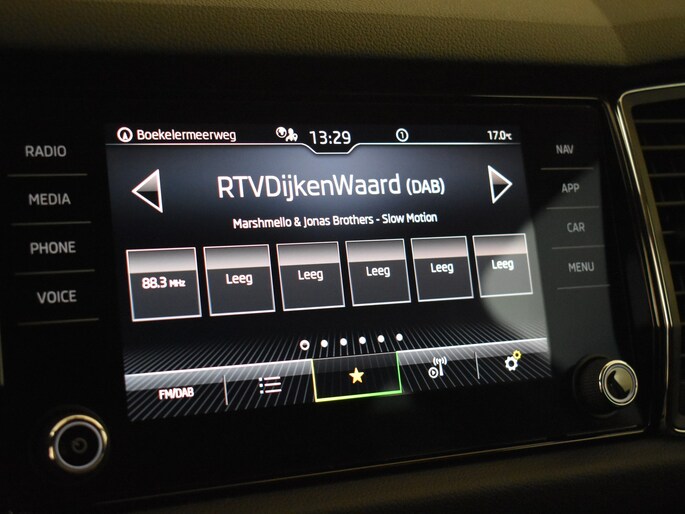 RADIO
MEDIA
PHONE
VOICE
Boekelermeerweg 13:29 1 17.0°C
RTVDijkenWaard (DAB)
Marshmello & Jonas Brothers - Slow Motion
88.3 MHz Leeg Leeg Leeg Leeg Leeg
FM/DAB
NAV
APP
CAR
MENU